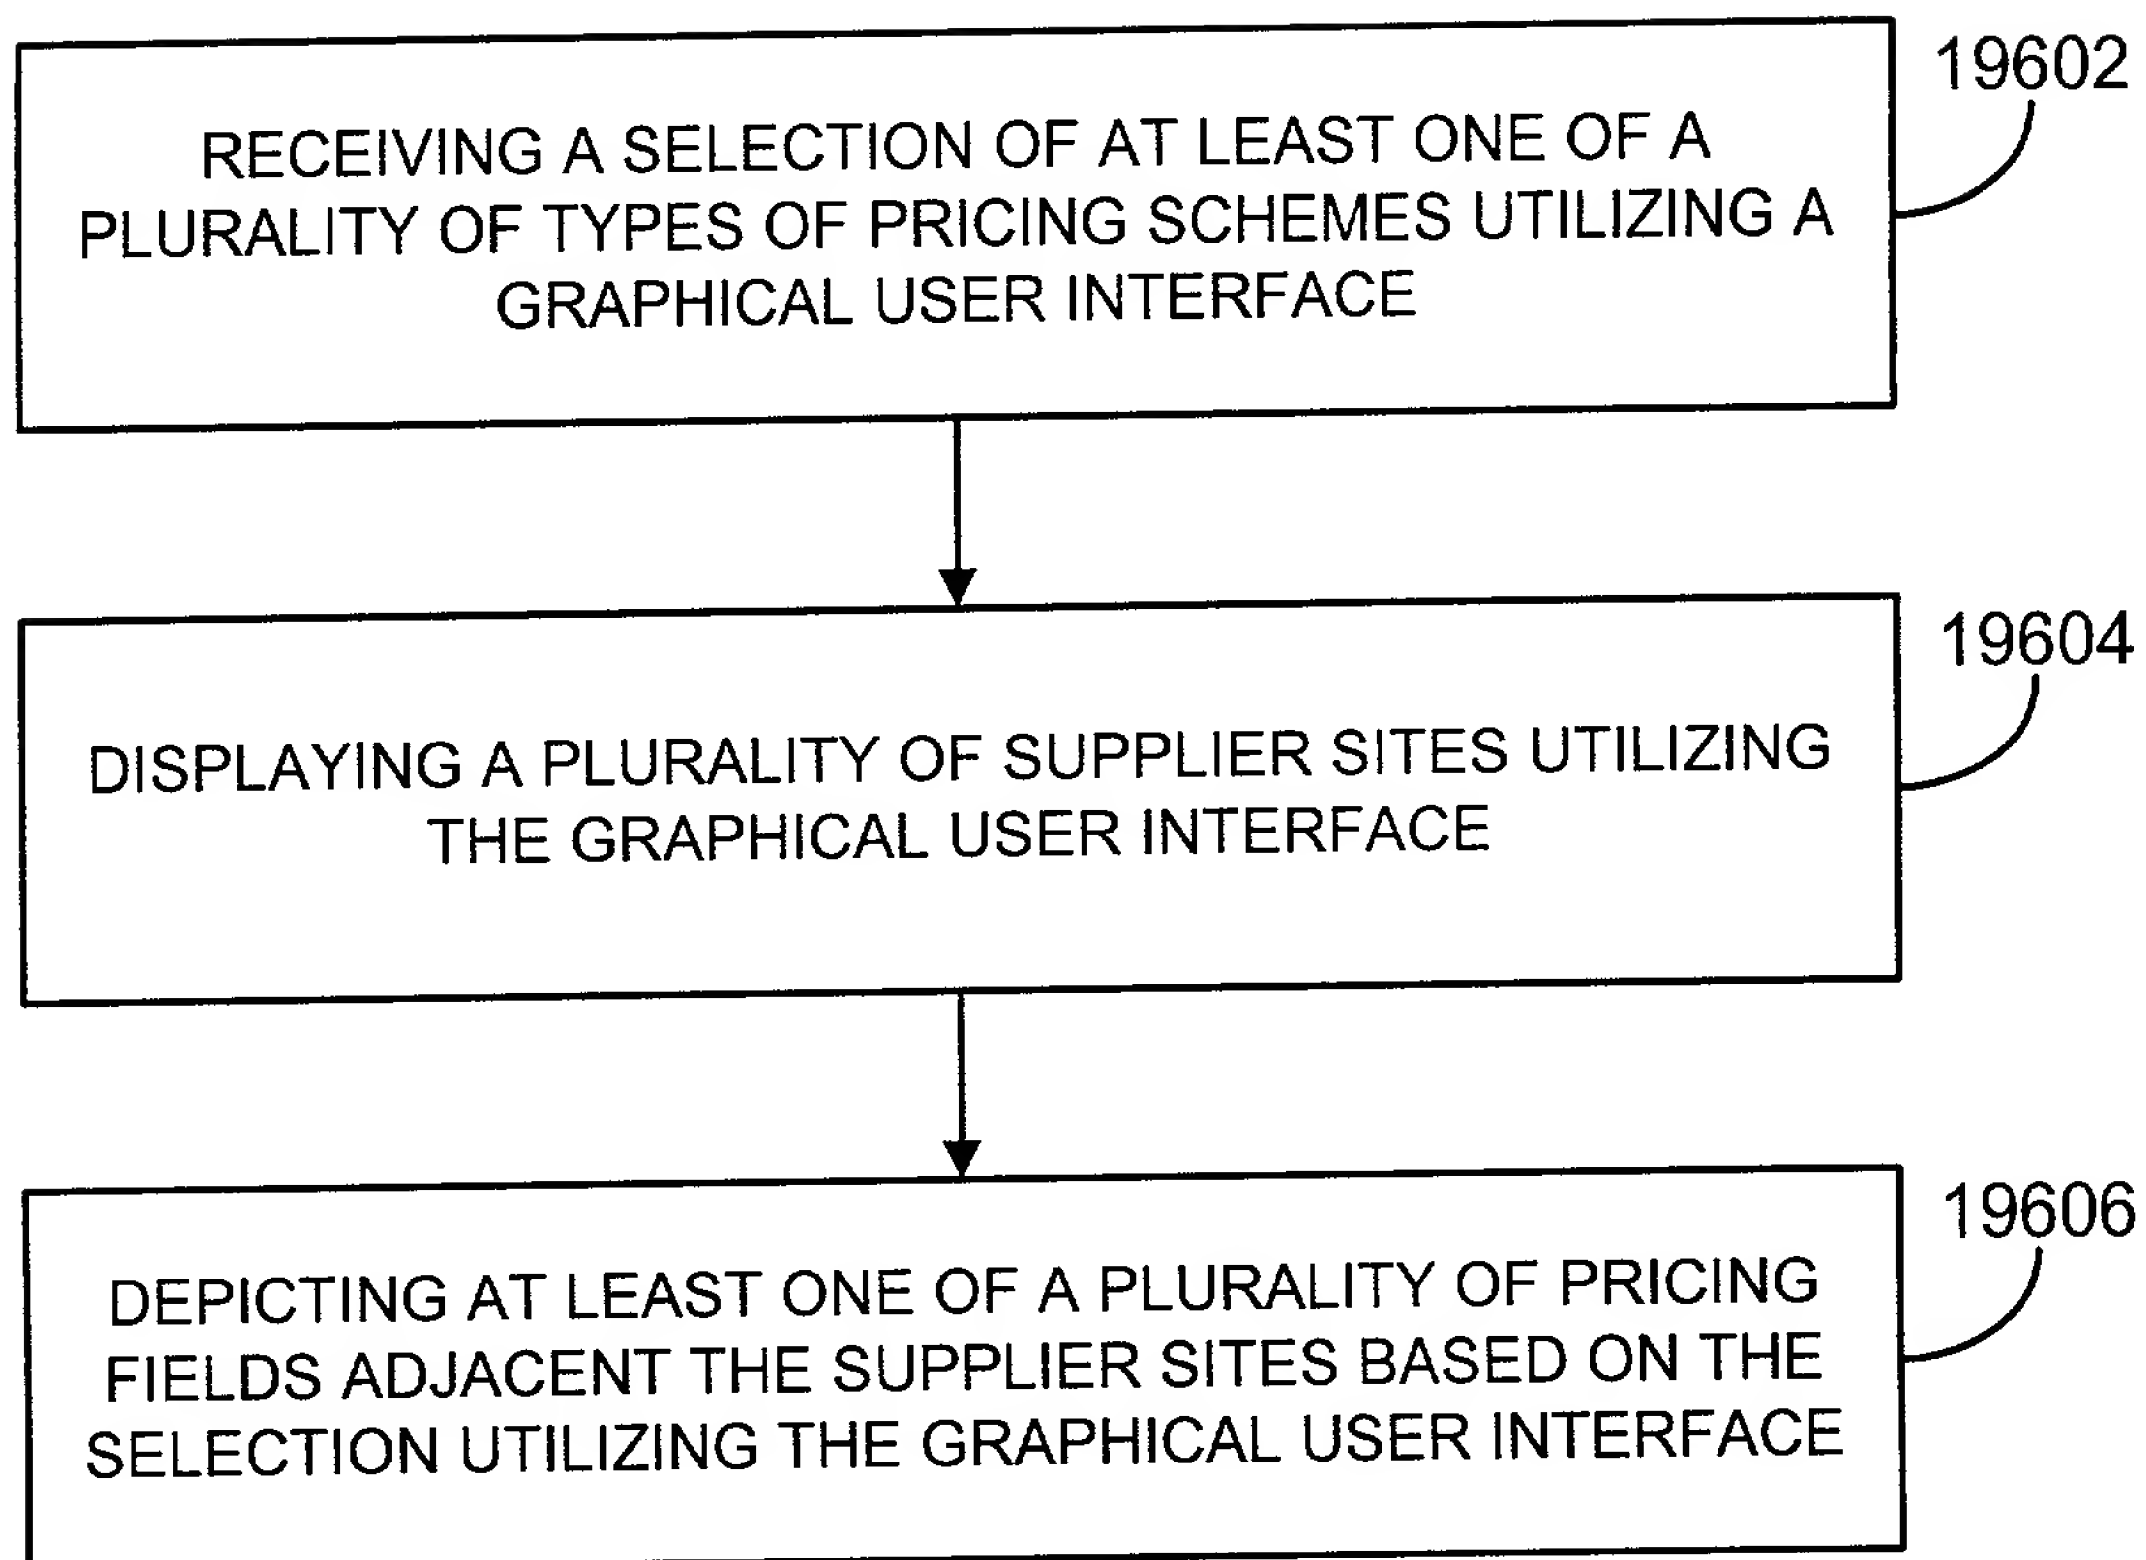 19602
RECEIVING A SELECTION OF AT LEAST ONE OF A
PLURALITY OF TYPES OF PRICING SCHEMES UTILIZING A
GRAPHICAL USER INTERFACE
19604
DISPLAYING A PLURALITY OF SUPPLIER SITES UTILIZING
THE GRAPHICAL USER INTERFACE
19606
DEPICTING AT LEAST ONE OF A PLURALITY OF PRICING
FIELDS ADJACENT THE SUPPLIER SITES BASED ON THE
SELECTION UTILIZING THE GRAPHICAL USER INTERFACE